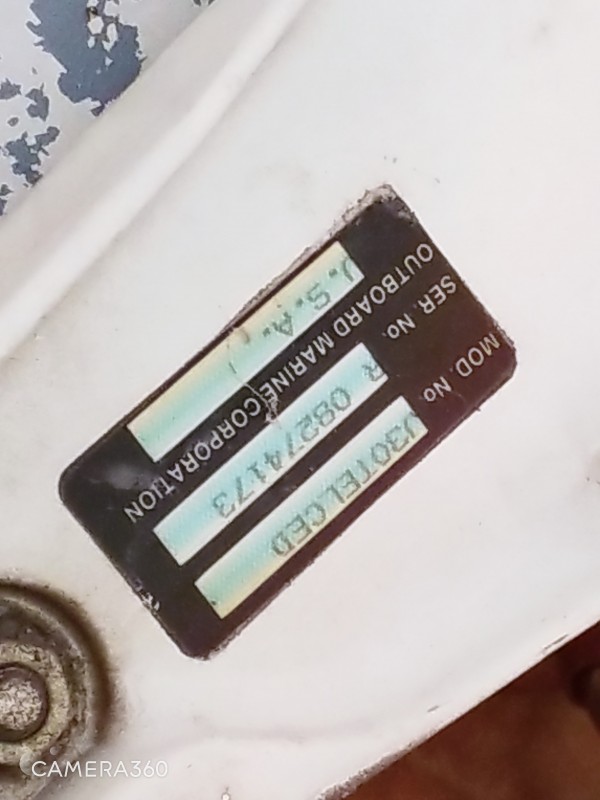 MOD. No J30TELCED
SER. No. R 08274173
OUTBOARD MARINE CORPORATION
U.S.A.
CAMERA360